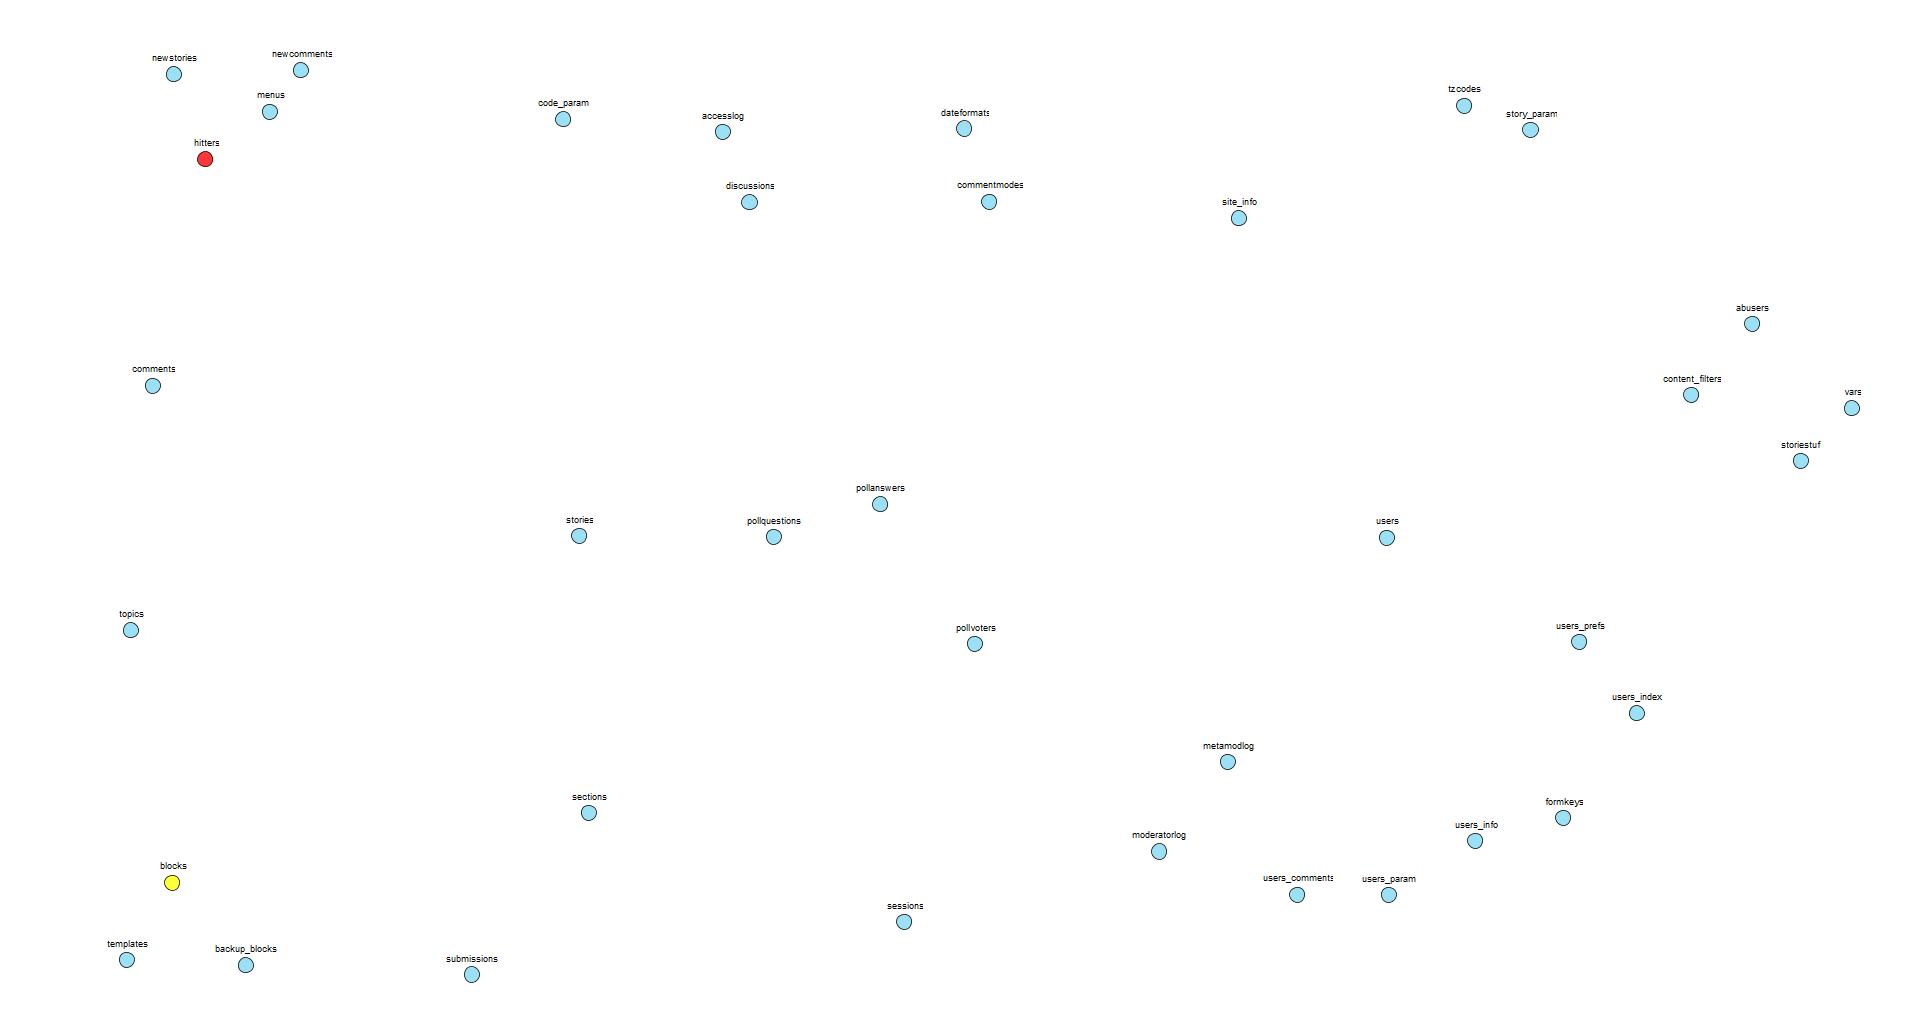 newstories
newcomments
menus
hitters
code_param
accesslog
dateformats
tzcodes
story_param
discussions
commentmodes
site_info
abusers
comments
content_filters
vars
storiestuf
pollanswers
stories
pollquestions
users
topics
pollvoters
users_prefs
users_index
metamodlog
sections
formkeys
users_info
moderatorlog
blocks
users_comments
users_param
sessions
templates
backup_blocks
submissions